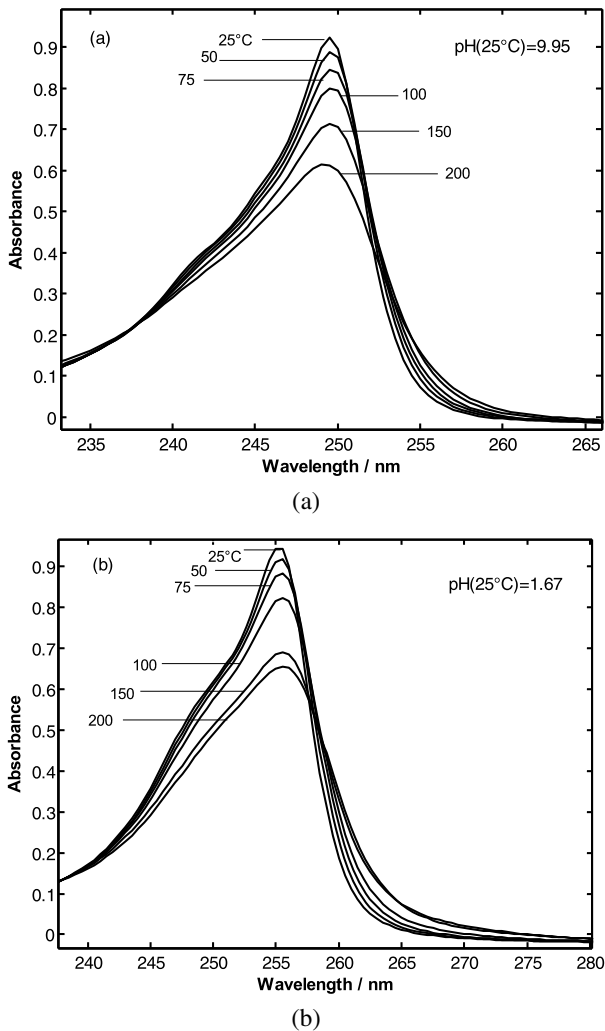 (a)
25°C
50
75
pH(25°C)=9.95
100
150
200
Absorbance
0.9
0.8
0.7
0.6
0.5
0.4
0.3
0.2
0.1
0
235 240 245 250 255 260 265
Wavelength / nm
(a)
(b)
25°C
50
75
pH(25°C)=1.67
100
150
200
Absorbance
0.9
0.8
0.7
0.6
0.5
0.4
0.3
0.2
0.1
0
240 245 250 255 260 265 270 275 280
Wavelength / nm
(b)